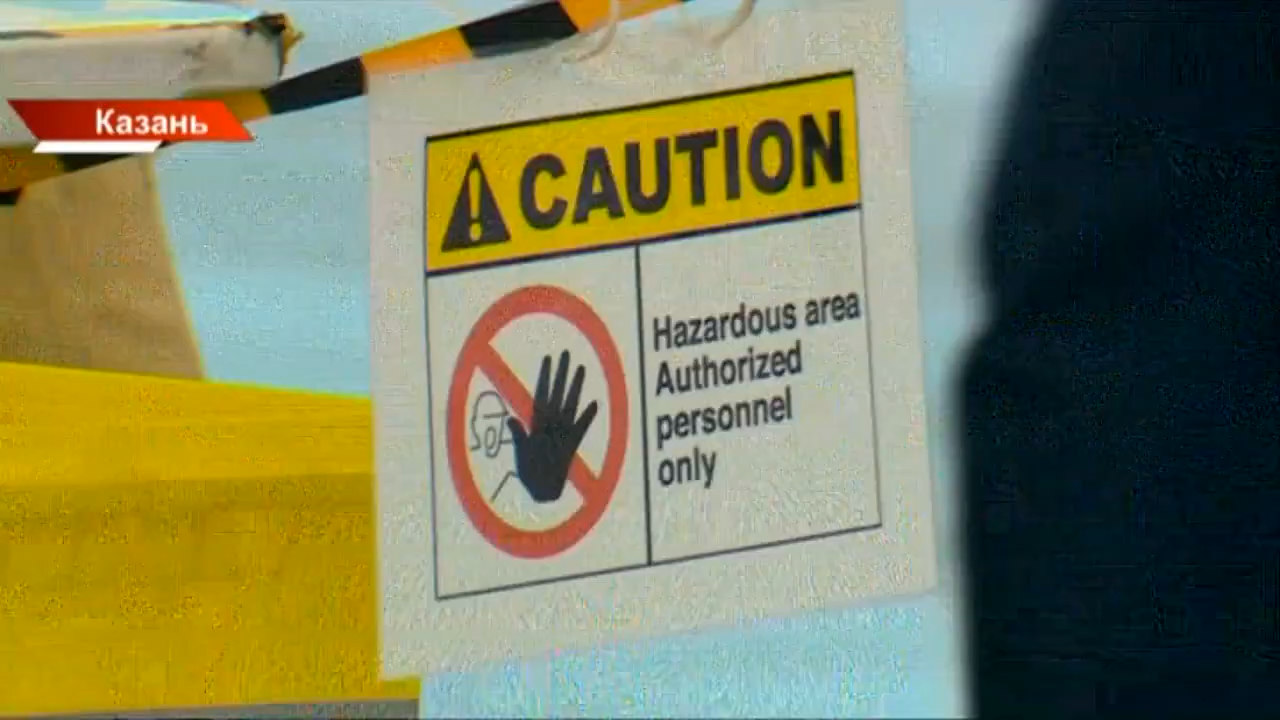 Казань
CAUTION
Hazardous area
Authorized
personnel
only